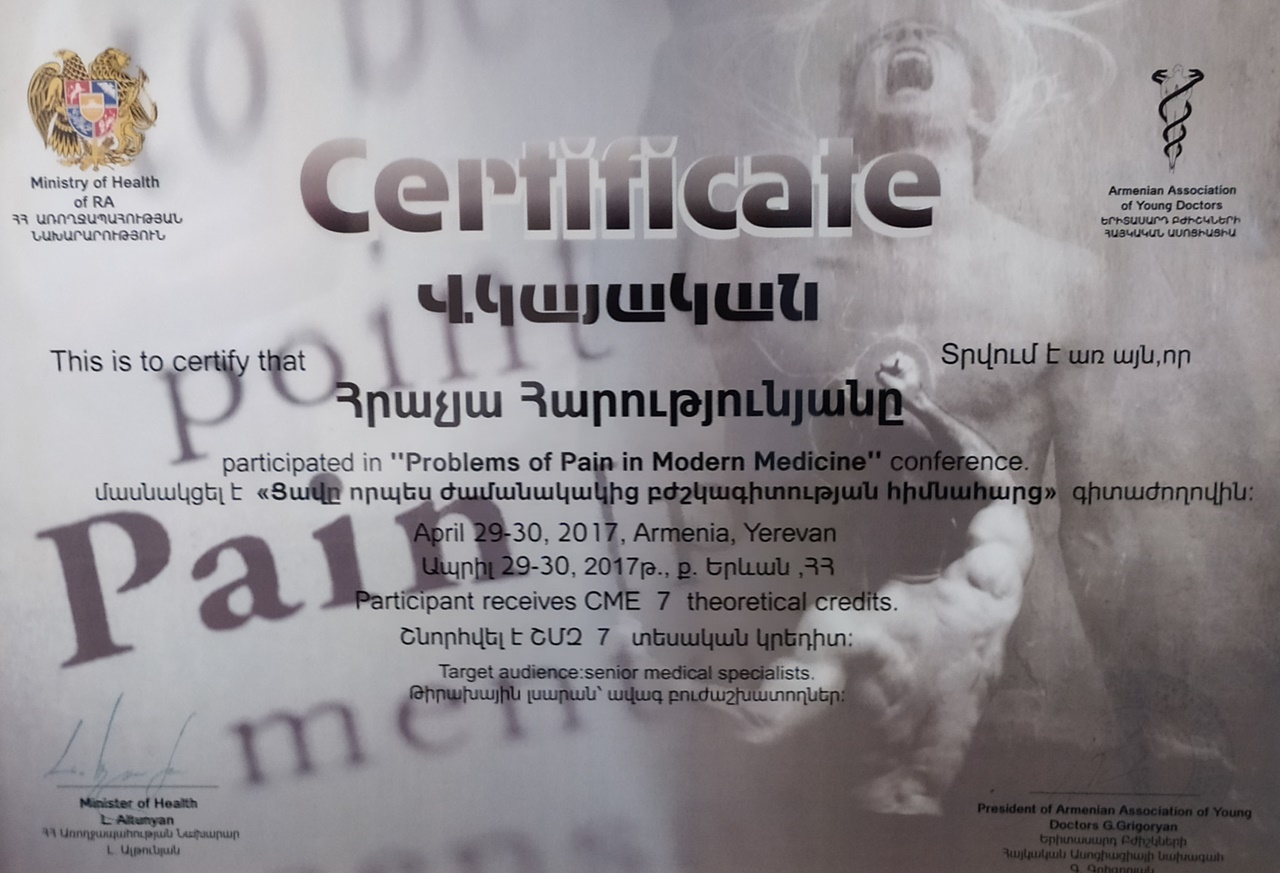 Ministry of Health
of RA
ՀՀ ԱՌՈՂՋԱՊԱՀՈՒԹՅԱՆ
ՆԱԽԱՐԱՐՈՒԹՅՈՒՆ
Armenian Association
of Young Doctors
ԵՐԻՏԱՍԱՐԴ ԲԺԻՇԿՆԵՐԻ
ՀԱՅԿԱԿԱՆ ԱՍՈՑԻԱՑԻԱ
Certificate
Վկայական
This is to certify that
Տրվում է առ այն,որ
Հրաչյա Հարությունյանը
participated in "Problems of Pain in Modern Medicine" conference.
մասնակցել է «Ցավը որպես ժամանակակից բժշկագիտության հիմնահարց» գիտաժողովին:
April 29-30, 2017, Armenia, Yerevan
Ապրիլ 29-30, 2017թ., ք. Երևան ,ՀՀ
Participant receives CME 7 theoretical credits.
Շնորհվել է ՇՄԶ 7 տեսական կրեդիտ:
Target audience:senior medical specialists.
Թիրախային լսարան՝ ավագ բուժաշխատողներ:
point
Pain
Minister of Health
L. Altunyan
ՀՀ Առողջապահության Նախարար
Լ. Ալթունյան
President of Armenian Association of Young
Doctors G.Grigoryan
Երիտասարդ Բժիշկների
Հայկական Ասոցիացիայի նախագահ
Գ. Գրիգորյան